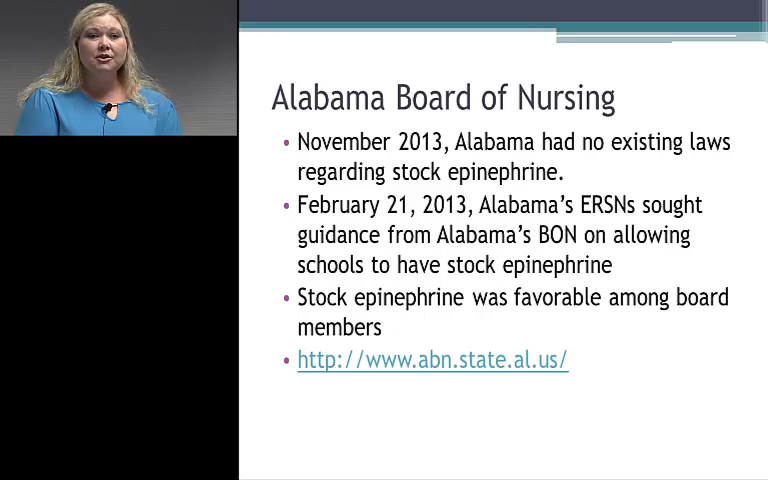 Alabama Board of Nursing
• November 2013, Alabama had no existing laws
regarding stock epinephrine.
• February 21, 2013, Alabama’s ERSNs sought
guidance from Alabama’s BON on allowing
schools to have stock epinephrine
• Stock epinephrine was favorable among board
members
• http://www.abn.state.al.us/